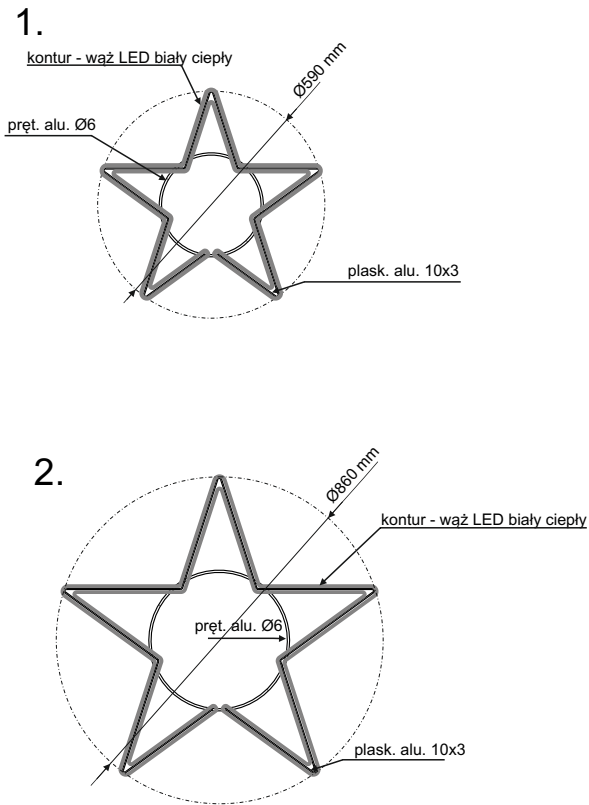 1.
kontur - wąż LED biały ciepły
Ø590 mm
pręt. alu. Ø6
plask. alu. 10x3
2.
Ø860 mm
kontur - wąż LED biały ciepły
pręt. alu. Ø6
plask. alu. 10x3